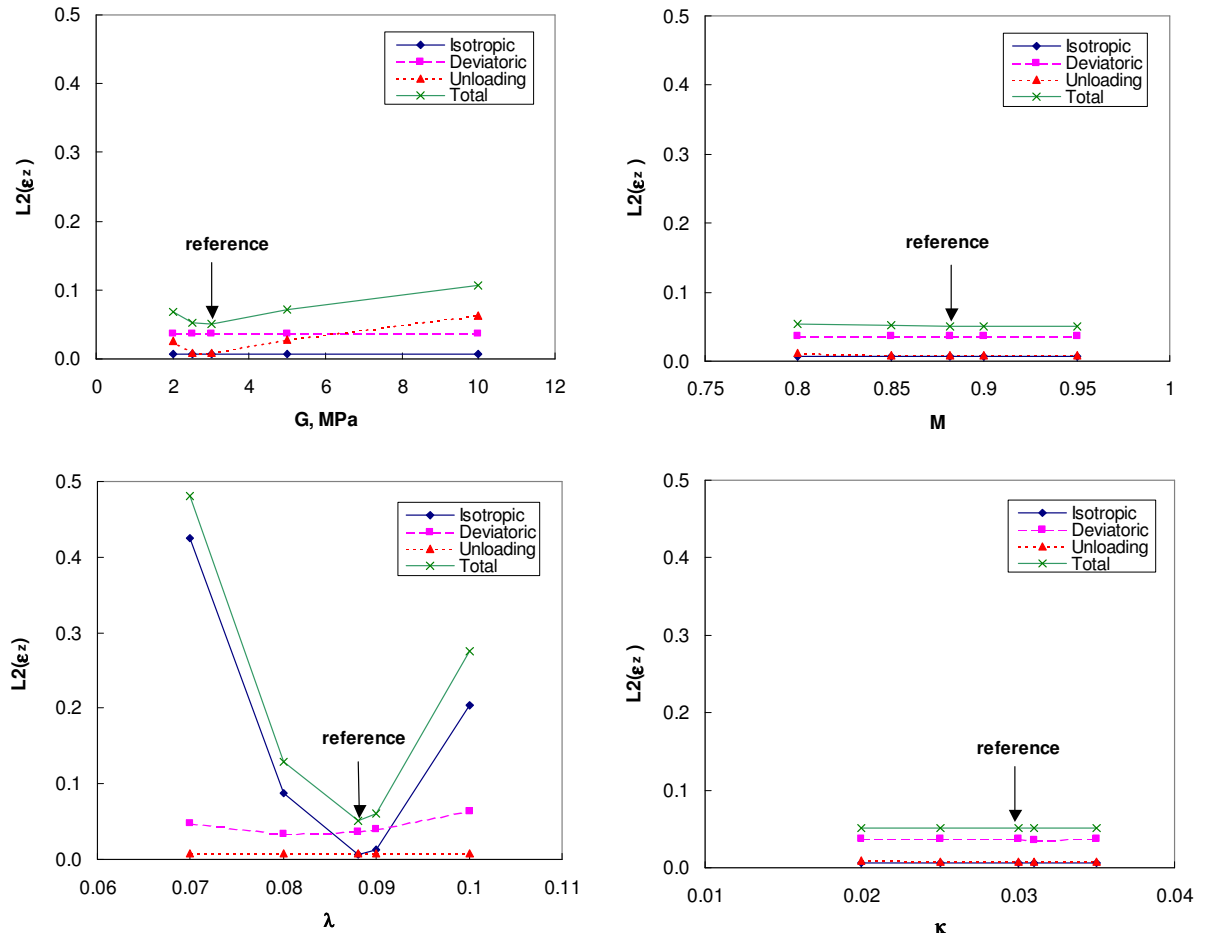 0.5
0.4
0.3
0.2
0.1
0.0
0 2 4 6 8 10 12
L2(εz)
G, MPa
reference
Isotropic
Deviatoric
Unloading
Total
0.5
0.4
0.3
0.2
0.1
0.0
0.75 0.8 0.85 0.9 0.95 1
L2(εz)
M
reference
Isotropic
Deviatoric
Unloading
Total
0.5
0.4
0.3
0.2
0.1
0.0
0.06 0.07 0.08 0.09 0.1 0.11
L2(εz)
λ
reference
Isotropic
Deviatoric
Unloading
Total
0.5
0.4
0.3
0.2
0.1
0.0
0.01 0.02 0.03 0.04
L2(εz)
κ
reference
Isotropic
Deviatoric
Unloading
Total